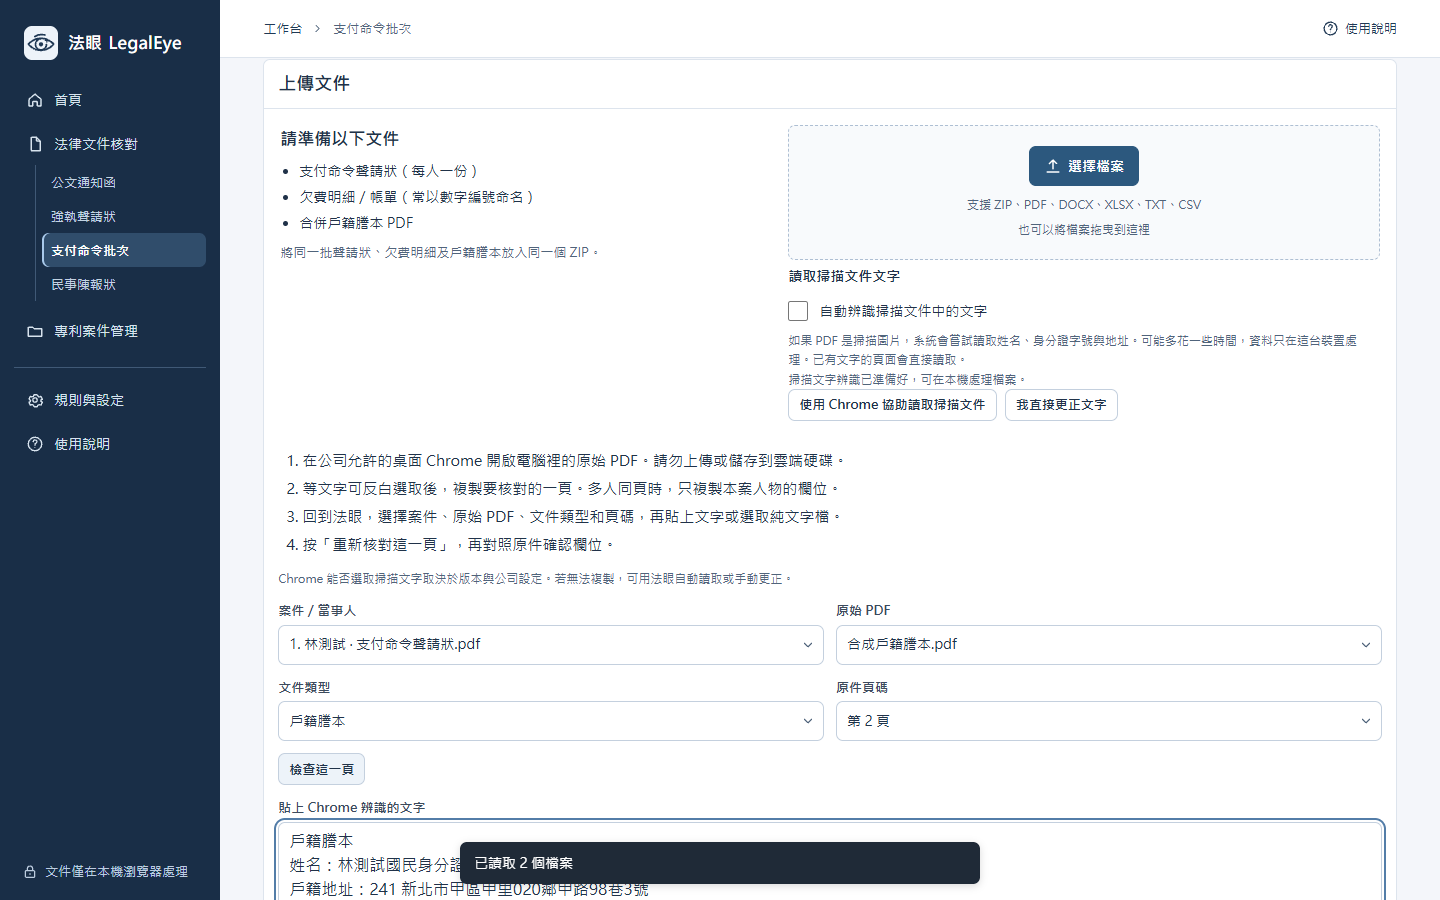 法眼 LegalEye
首頁
法律文件核對
公文通知函
強執聲請狀
支付命令批次
民事陳報狀
專利案件管理
規則與設定
使用說明
文件僅在本機瀏覽器處理
工作台 > 支付命令批次
使用說明
上傳文件
請準備以下文件
• 支付命令聲請狀（每人一份）
• 欠費明細 / 帳單（常以數字編號命名）
• 合併戶籍謄本 PDF
將同一批聲請狀、欠費明細及戶籍謄本放入同一個 ZIP。
選擇檔案
支援 ZIP、PDF、DOCX、XLSX、TXT、CSV
也可以將檔案拖曳到這裡
讀取掃描文件文字
自動辨識掃描文件中的文字
如果 PDF 是掃描圖片，系統會嘗試讀取姓名、身分證字號與地址。可能多花一些時間，資料只在這台裝置處
理。已有文字的頁面會直接讀取。
掃描文字辨識已準備好，可在本機處理檔案。
使用 Chrome 協助讀取掃描文件
我直接更正文字
1. 在公司允許的桌面 Chrome 開啟電腦裡的原始 PDF。請勿上傳或儲存到雲端硬碟。
2. 等文字可反白選取後，複製要核對的一頁。多人同頁時，只複製本案人物的欄位。
3. 回到法眼，選擇案件、原始 PDF、文件類型和頁碼，再貼上文字或選取純文字檔。
4. 按「重新核對這一頁」，再對照原件確認欄位。
Chrome 能否選取掃描文字取決於版本與公司設定。若無法複製，可用法眼自動讀取或手動更正。
案件 / 當事人
原始 PDF
1. 林測試 · 支付命令聲請狀.pdf
合成戶籍謄本.pdf
文件類型
原件頁碼
戶籍謄本
第 2 頁
檢查這一頁
貼上 Chrome 辨識的文字
戶籍謄本
姓名：林測試國民身分證
戶籍地址：241 新北市甲區甲里020鄰甲路98巷3號
已讀取 2 個檔案